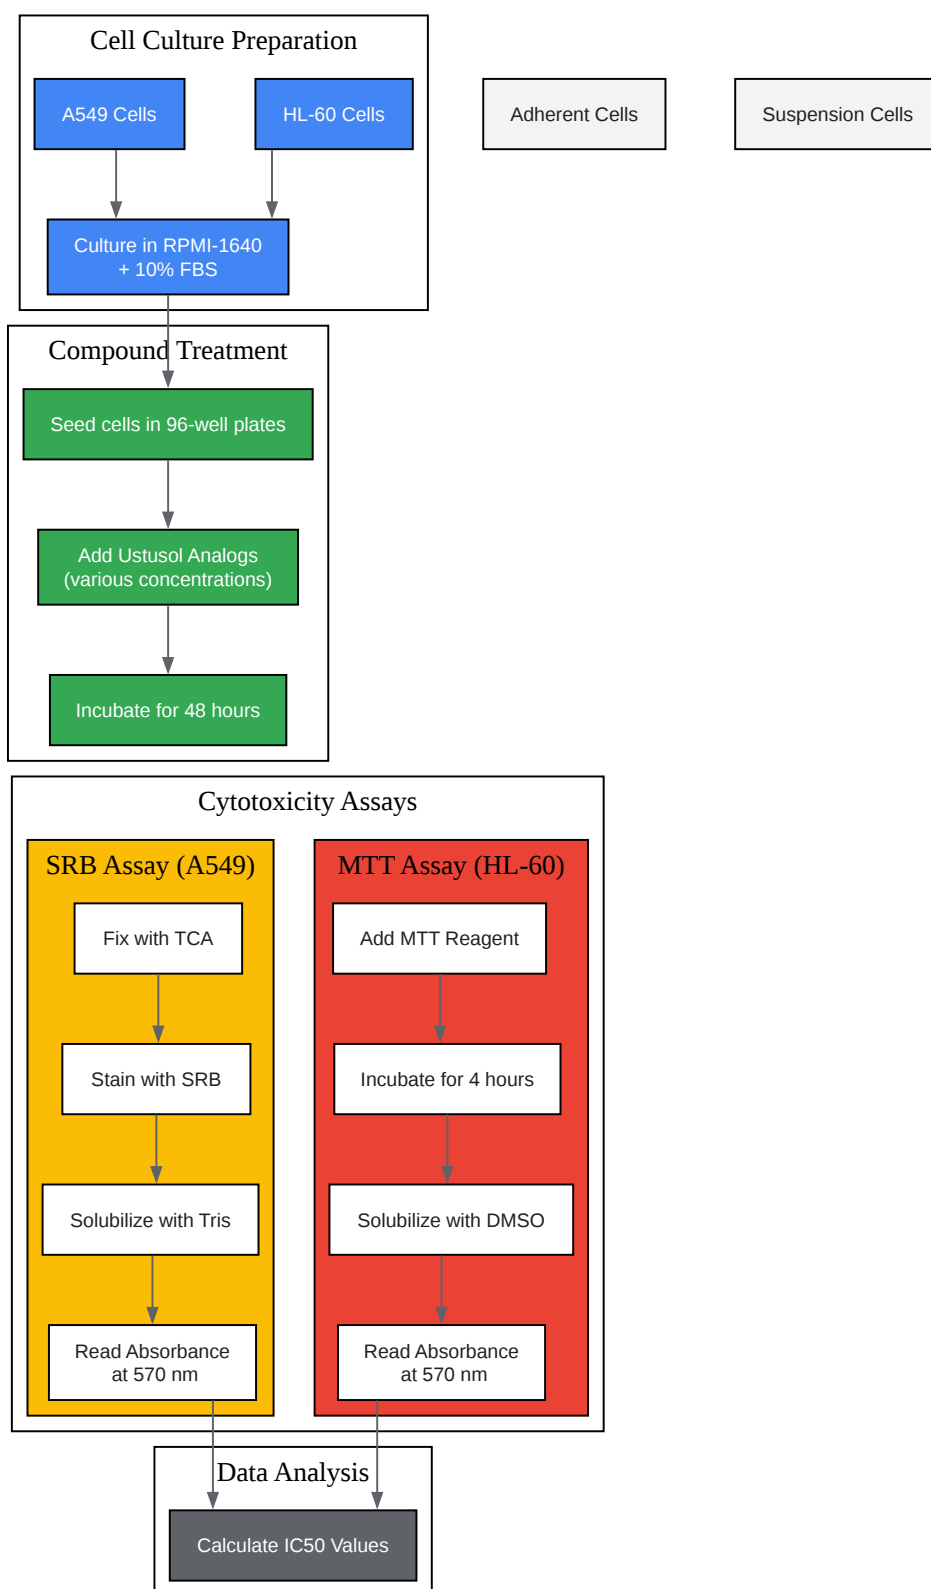 Cell Culture Preparation
A549 Cells
HL-60 Cells
Adherent Cells
Suspension Cells
Culture in RPMI-1640
+ 10% FBS
Compound Treatment
Seed cells in 96-well plates
Add Ustusol Analogs
(various concentrations)
Incubate for 48 hours
Cytotoxicity Assays
SRB Assay (A549)
Fix with TCA
Stain with SRB
Solubilize with Tris
Read Absorbance
at 570 nm
MTT Assay (HL-60)
Add MTT Reagent
Incubate for 4 hours
Solubilize with DMSO
Read Absorbance
at 570 nm
Data Analysis
Calculate IC50 Values